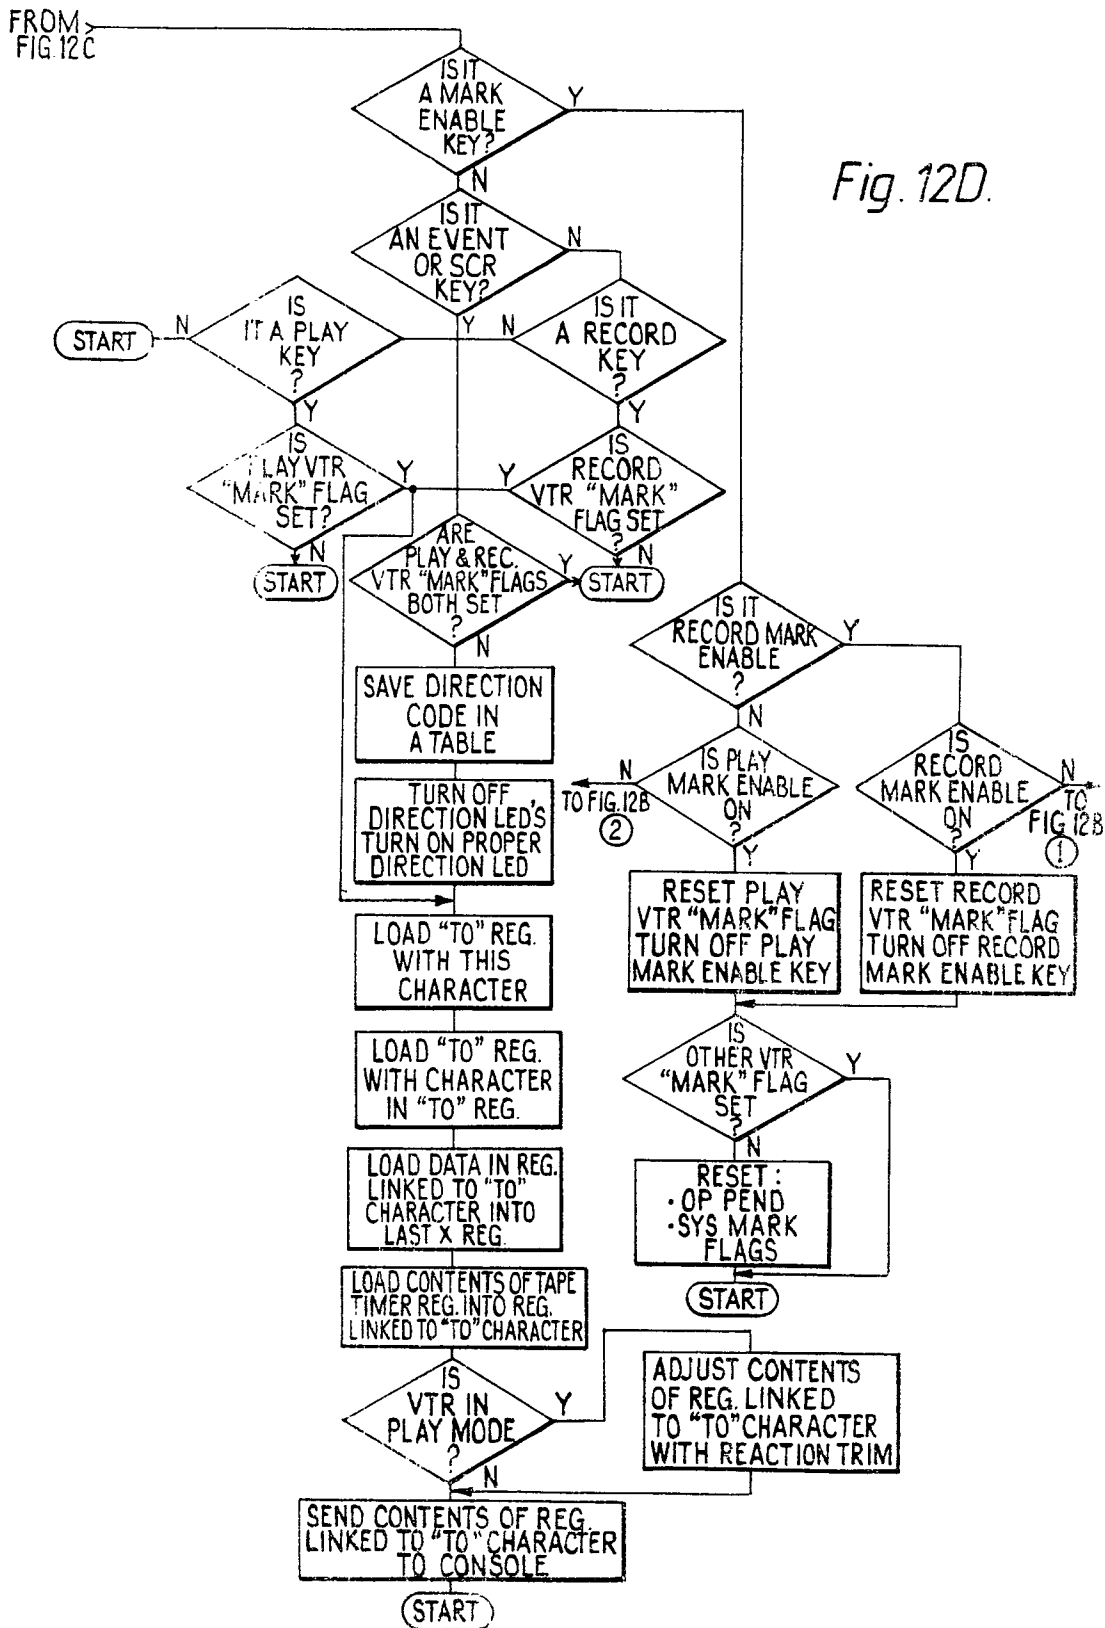 FROM
FIG. 12C
IS IT
A MARK
ENABLE
KEY?
Y
N
Fig. 12D.
IS IT
AN EVENT
OR SCR
KEY?
N
Y
IS
IT A PLAY
KEY
?
N
Y
START
IS IT
A RECORD
KEY
?
N
Y
IS
PLAY VTR
"MARK" FLAG
SET?
Y
N
START
IS
RECORD
VTR "MARK"
FLAG SET
?
Y
N
START
ARE
PLAY & REC.
VTR "MARK" FLAGS
BOTH SET
?
Y
N
IS IT
RECORD MARK
ENABLE
?
Y
N
SAVE DIRECTION
CODE IN
A TABLE
TURN OFF
DIRECTION LED'S
TURN ON PROPER
DIRECTION LED
IS PLAY
MARK ENABLE
ON
?
N
TO FIG. 12B
2
Y
IS
RECORD
MARK ENABLE
ON
?
N
TO
FIG 12B
1
Y
RESET PLAY
VTR "MARK" FLAG
TURN OFF PLAY
MARK ENABLE KEY
RESET RECORD
VTR "MARK" FLAG
TURN OFF RECORD
MARK ENABLE KEY
LOAD "TO" REG.
WITH THIS
CHARACTER
LOAD "TO" REG.
WITH CHARACTER
IN "TO" REG.
IS
OTHER VTR
"MARK" FLAG
SET
?
Y
N
LOAD DATA IN REG.
LINKED TO "TO"
CHARACTER INTO
LAST X REG.
RESET :
• OP PEND
• SYS MARK
FLAGS
START
LOAD CONTENTS OF TAPE
TIMER REG. INTO REG.
LINKED TO "TO" CHARACTER
IS
VTR IN
PLAY MODE
?
Y
N
ADJUST CONTENTS
OF REG. LINKED
TO "TO" CHARACTER
WITH REACTION TRIM
SEND CONTENTS OF REG.
LINKED TO "TO" CHARACTER
TO CONSOLE
START